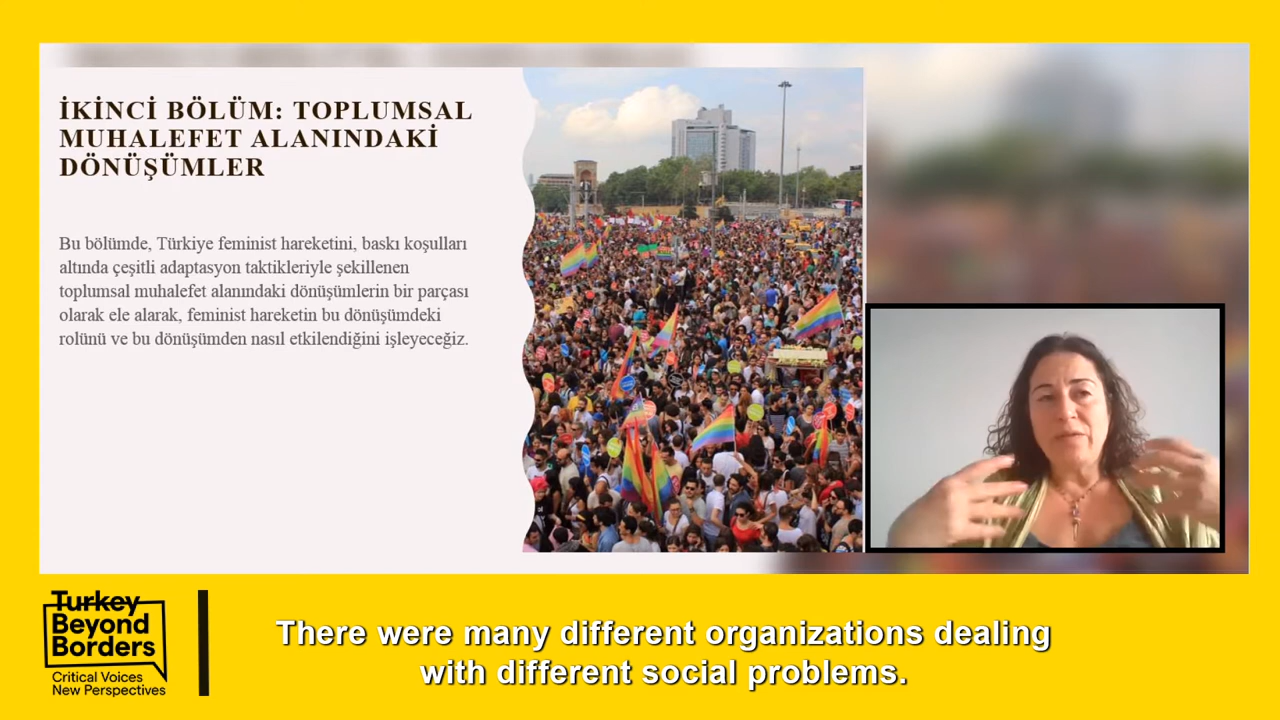 İKİNCİ BÖLÜM: TOPLUMSAL
MUHALEFET ALANINDAKİ
DÖNÜŞÜMLER
Bu bölümde, Türkiye feminist hareketini, baskı koşulları
altında çeşitli adaptasyon taktikleriyle şekillenen
toplumsal muhalefet alanındaki dönüşümlerin bir parçası
olarak ele alarak, feminist hareketin bu dönüşümdeki
rolünü ve bu dönüşümden nasıl etkilendiğini işleyeceğiz.
Turkey
Beyond
Borders
Critical Voices
New Perspectives
There were many different organizations dealing
with different social problems.